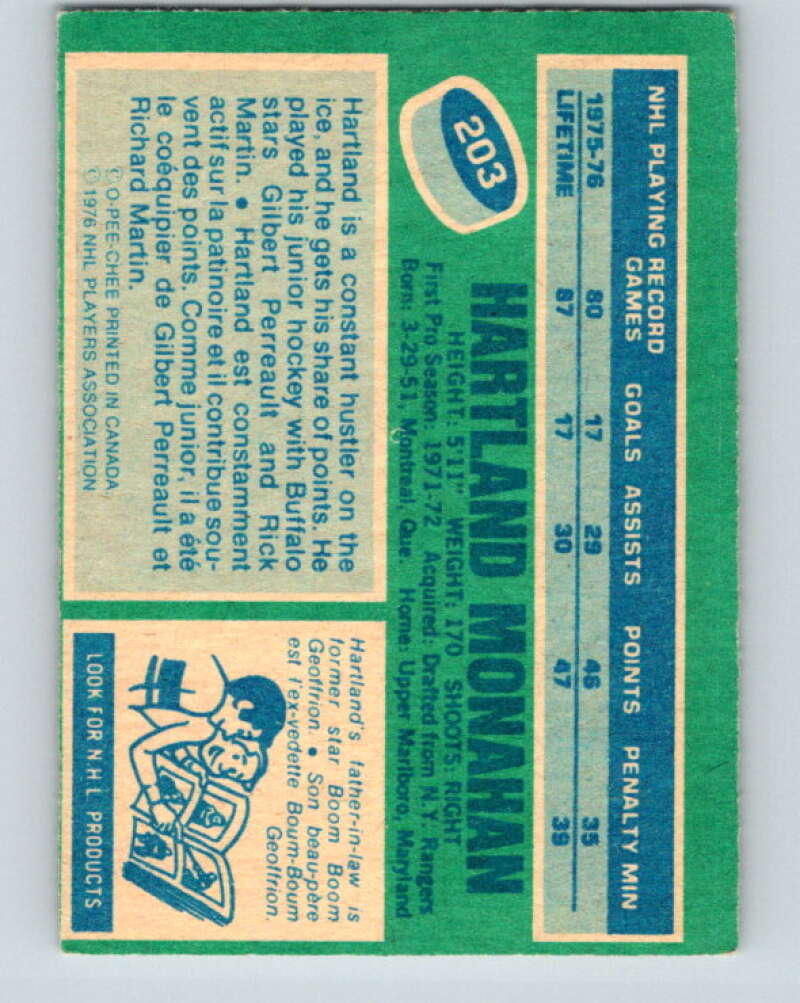 NHL PLAYING RECORD
GAMES GOALS ASSISTS POINTS PENALTY MIN
1975-76 80 17 29 46 35
LIFETIME 87 17 30 47 39
203
HARTLAND MONAHAN
HEIGHT: 5'11" WEIGHT: 170 SHOOTS: RIGHT
First Pro Season: 1971-72 Acquired: Drafted from N.Y. Rangers
Born: 3-29-51, Montreal, Que. Home: Upper Marlboro, Maryland
Hartland is a constant hustler on the
ice, and he gets his share of points. He
played his junior hockey with Buffalo
stars Gilbert Perreault and Rick
Martin. • Hartland est constamment
actif sur la patinoire et il contribue sou-
vent des points. Comme junior, il a été
le coéquipier de Gilbert Perreault et
Richard Martin.
© O-PEE-CHEE PRINTED IN CANADA
© 1976 NHL PLAYERS ASSOCIATION
Hartland's father-in-law is
former star Boom Boom
Geoffrion. • Son beau-père
est l'ex-vedette Boum-Boum
Geoffrion.
LOOK FOR N.H.L. PRODUCTS